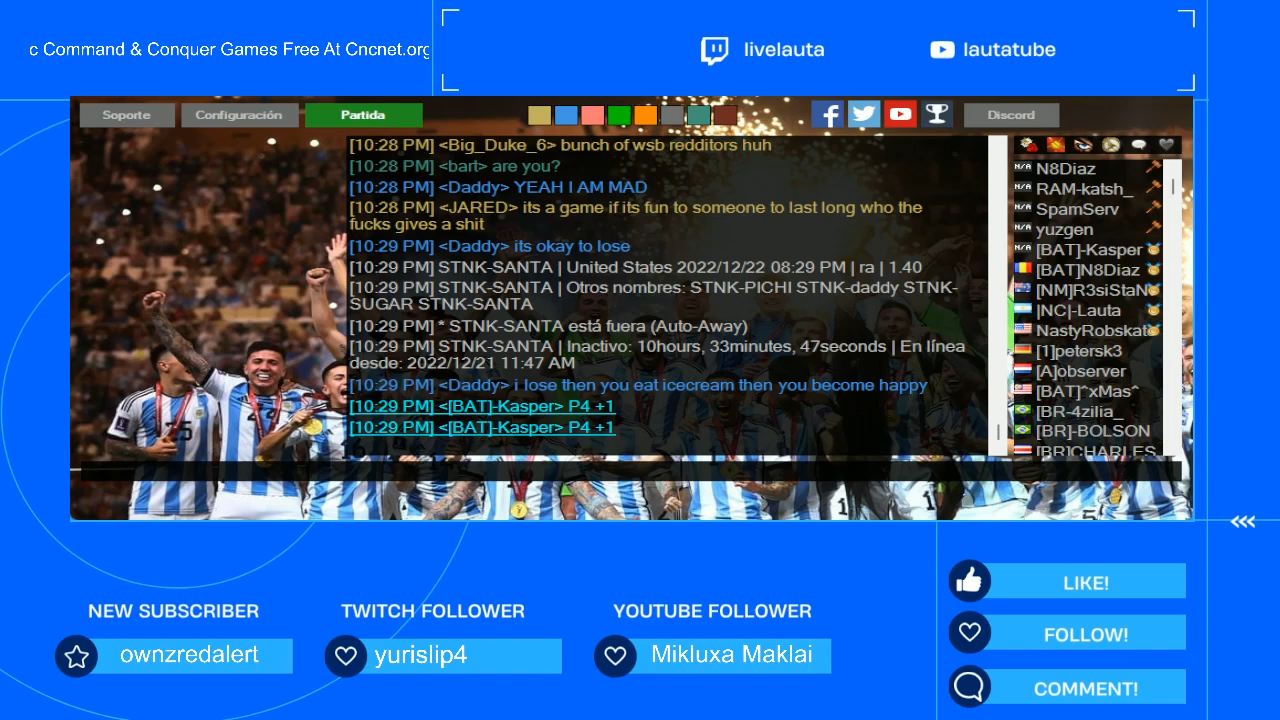 c Command & Conquer Games Free At Cncnet.org
livelauta
lautatube
Soporte
Configuración
Partida
Discord
[10:28 PM] <Big_Duke_6> bunch of wsb redditors huh
[10:28 PM] <bart> are you?
[10:28 PM] <Daddy> YEAH I AM MAD
[10:28 PM] <JARED> its a game if its fun to someone to last long who the
fucks gives a shit
[10:29 PM] <Daddy> its okay to lose
[10:29 PM] STNK-SANTA | United States 2022/12/22 08:29 PM | ra | 1.40
[10:29 PM] STNK-SANTA | Otros nombres: STNK-PICHI STNK-daddy STNK-
SUGAR STNK-SANTA
[10:29 PM] * STNK-SANTA está fuera (Auto-Away)
[10:29 PM] STNK-SANTA | Inactivo: 10hours, 33minutes, 47seconds | En línea
desde: 2022/12/21 11:47 AM
[10:29 PM] <Daddy> i lose then you eat icecream then you become happy
[10:29 PM] <[BAT]-Kasper> P4 +1
[10:29 PM] <[BAT]-Kasper> P4 +1
N/A N8Diaz
N/A RAM-katsh_
N/A SpamServ
N/A yuzgen
N/A [BAT]-Kasper
[BAT]N8Diaz
[NM]R3siStaN
|NC|-Lauta
NastyRobskat
[1]petersk3
[A]observer
[BAT]^xMas^
[BR-4zilia_
[BR]-BOLSON
[BR]CHARLES
NEW SUBSCRIBER
ownzredalert
TWITCH FOLLOWER
yurislip4
YOUTUBE FOLLOWER
Mikluxa Maklai
LIKE!
FOLLOW!
COMMENT!